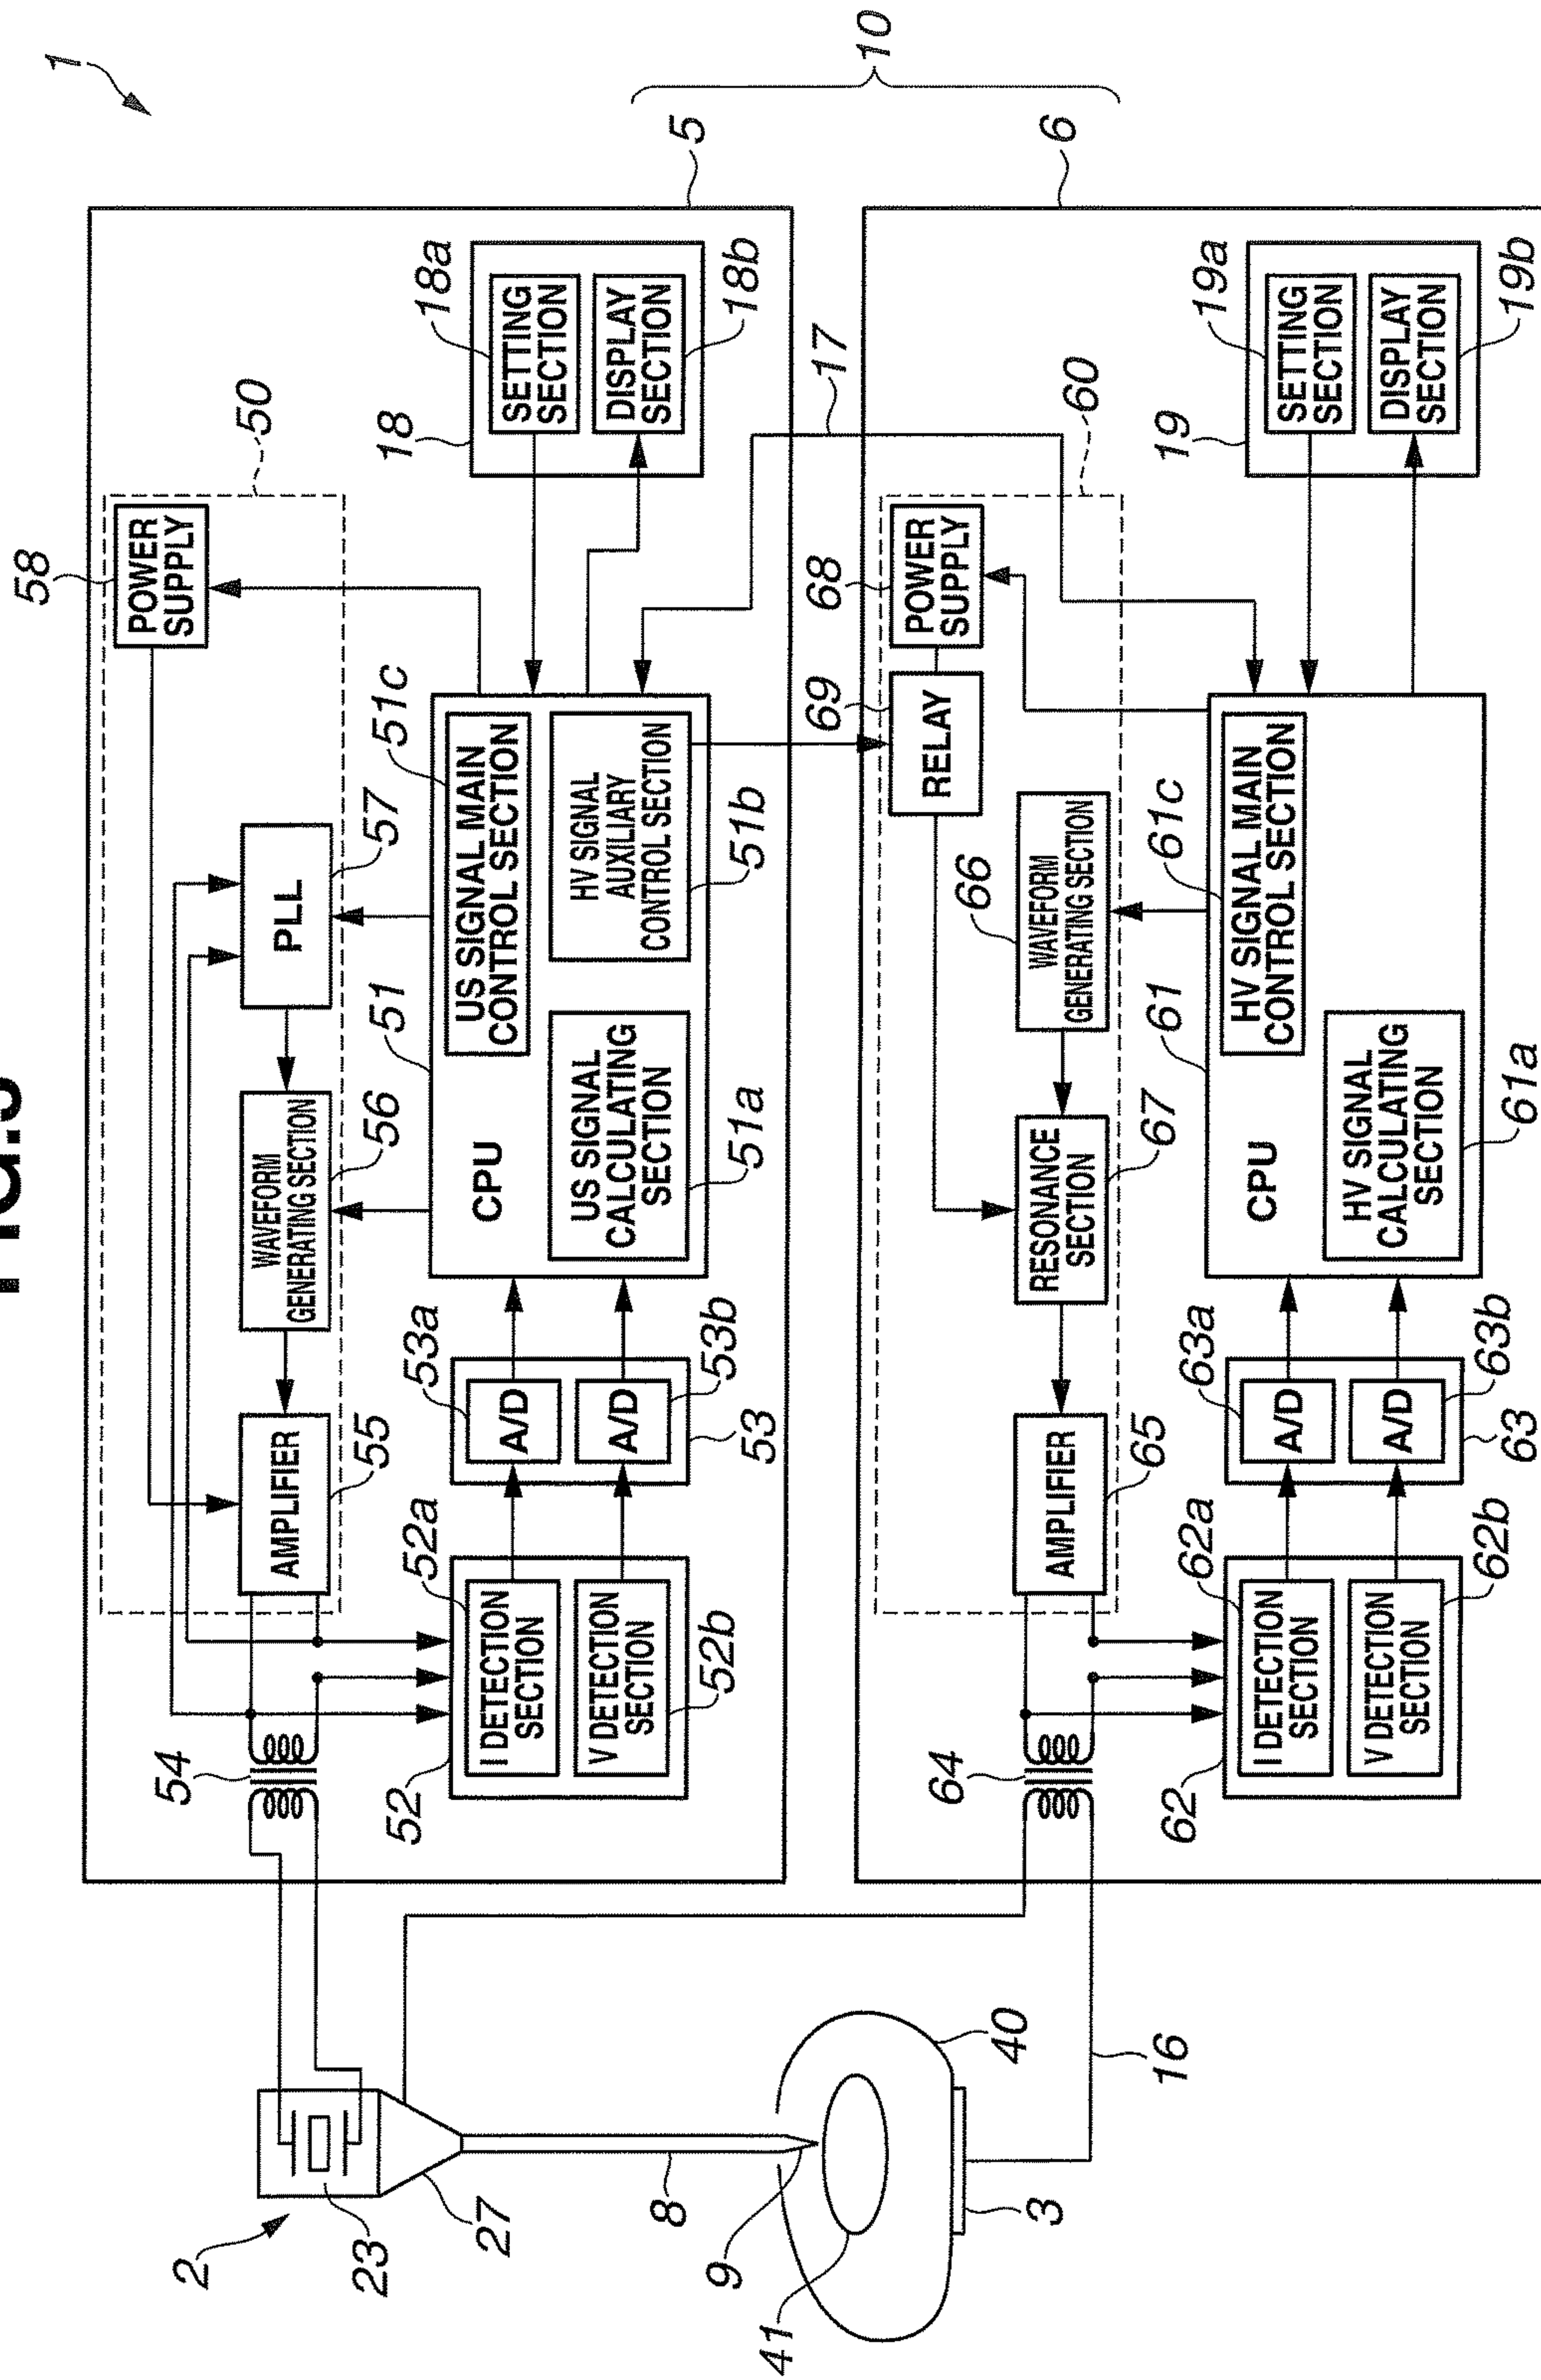 FIG.3
1
10
5
6
58
50
POWER
SUPPLY
57
PLL
56
WAVEFORM
GENERATING SECTION
55
AMPLIFIER
54
18
18a
SETTING
SECTION
DISPLAY
SECTION
18b
17
51
51c
US SIGNAL MAIN
CONTROL SECTION
HV SIGNAL
AUXILIARY
CONTROL SECTION
51b
CPU
US SIGNAL
CALCULATING
SECTION
51a
53a
A/D
A/D
53b
53
52a
I DETECTION
SECTION
V DETECTION
SECTION
52b
52
60
68
POWER
SUPPLY
69
RELAY
66
WAVEFORM
GENERATING SECTION
RESONANCE
SECTION
67
AMPLIFIER
65
64
19
19a
SETTING
SECTION
DISPLAY
SECTION
19b
61
61c
HV SIGNAL MAIN
CONTROL SECTION
CPU
HV SIGNAL
CALCULATING
SECTION
61a
63a
A/D
A/D
63b
63
62a
I DETECTION
SECTION
V DETECTION
SECTION
62b
62
2
23
27
8
9
41
40
3
16